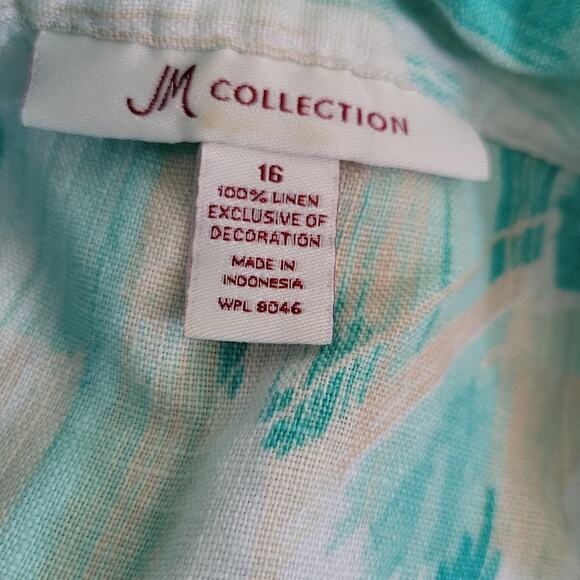 JM COLLECTION
16
100% LINEN
EXCLUSIVE OF
DECORATION
MADE IN
INDONESIA
WPL 8046